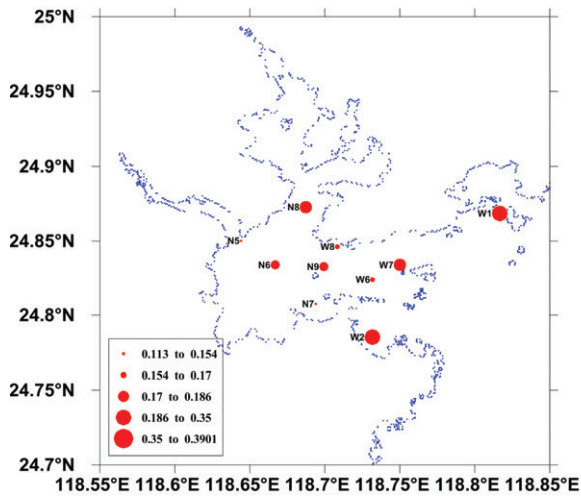 25°N
24.95°N
24.9°N
24.85°N
24.8°N
24.75°N
24.7°N
N8
W1
N5
W8
N6
N9
W7
W6
N7
W2
0.113 to 0.154
0.154 to 0.17
0.17 to 0.186
0.186 to 0.35
0.35 to 0.3901
118.55°E 118.6°E 118.65°E 118.7°E 118.75°E 118.8°E 118.85°E